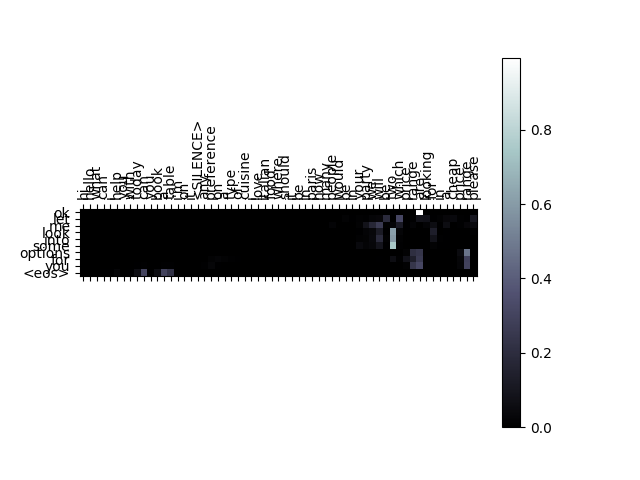 hi
hello
what
can
i
help
you
with
today
can
you
book
a
table
i'm
on
it
<SILENCE>
any
preference
on
a
type
of
cuisine
i
love
italian
food
where
should
it
be
in
paris
how
many
people
would
be
in
your
party
we
will
be
two
which
price
range
are
looking
for
in
a
cheap
price
range
please
ok
let
me
look
into
some
options
for
you
<eos>
0.8
0.6
0.4
0.2
0.0